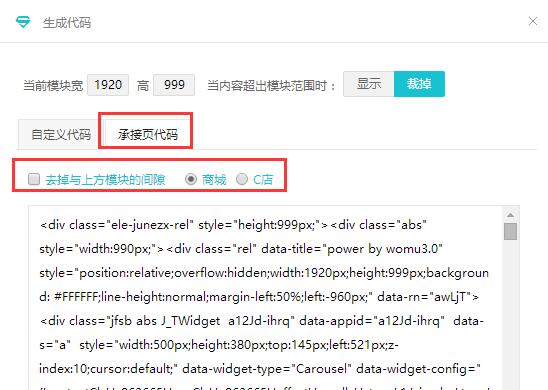 生成代码
当前模块宽 1920 高 999 当内容超出模块范围时： 显示 裁掉
自定义代码 承接页代码
去掉与上方模块的间隙 商城 C店
<div class="ele-junezx-rel" style="height:999px;"><div class="abs"
style="width:990px;"><div class="rel" data-title="power by womu3.0"
style="position:relative;overflow:hidden;width:1920px;height:999px;backgroun
d: #FFFFFF;line-height:normal;margin-left:50%;left:-960px;" data-rn="awLjT">
<div class="jfsb abs J_TWidget  a12Jd-ihrq" data-appid="a12Jd-ihrq"  data-
s="a"  style="width:500px;height:380px;top:145px;left:521px;z-
index:10;cursor:default;" data-widget-type="Carousel" data-widget-config="